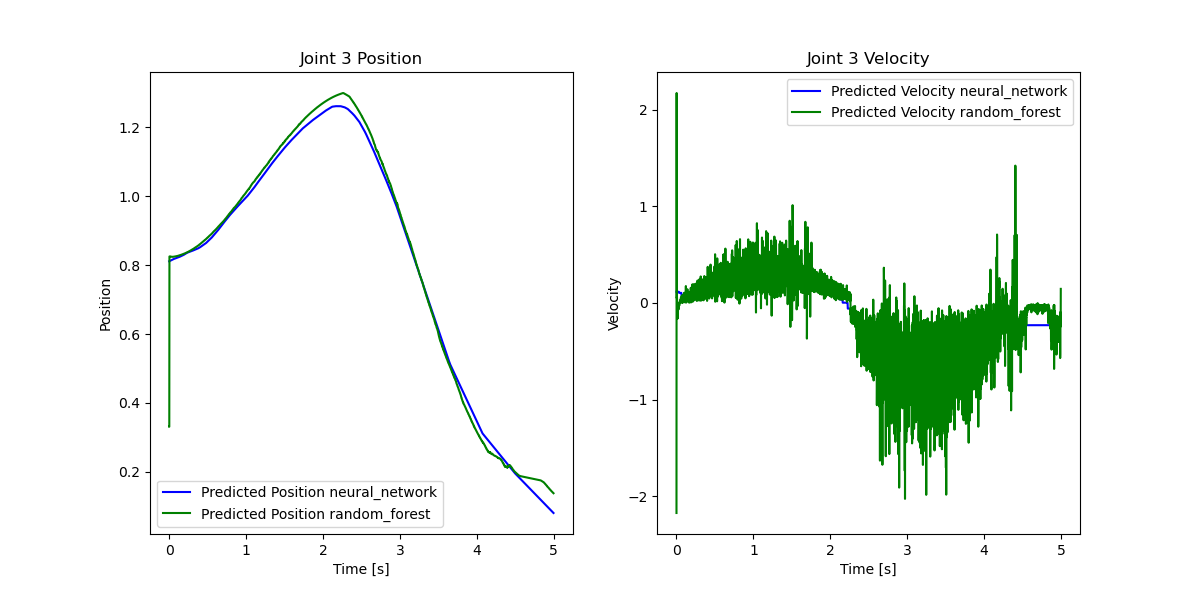 Joint 3 Position
Position
1.2
1.0
0.8
0.6
0.4
0.2
Predicted Position neural_network
Predicted Position random_forest
0 1 2 3 4 5
Time [s]
Joint 3 Velocity
Velocity
2
1
0
−1
−2
Predicted Velocity neural_network
Predicted Velocity random_forest
0 1 2 3 4 5
Time [s]